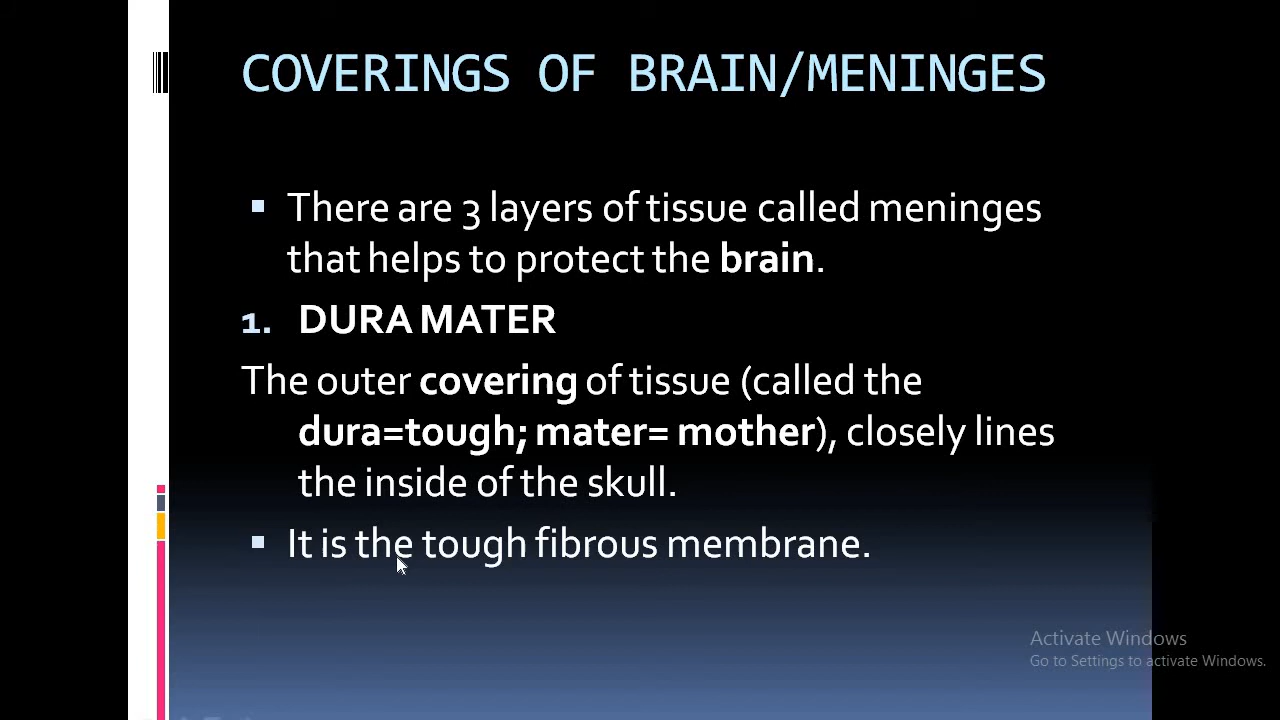 COVERINGS OF BRAIN/MENINGES
▪ There are 3 layers of tissue called meninges
that helps to protect the brain.
1. DURA MATER
The outer covering of tissue (called the
dura=tough; mater= mother), closely lines
the inside of the skull.
▪ It is the tough fibrous membrane.
Activate Windows
Go to Settings to activate Windows.